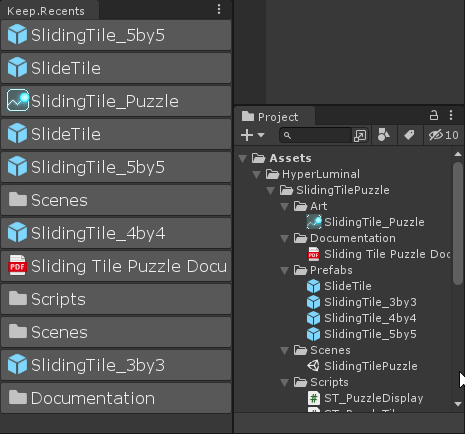 Keep.Recents
SlidingTile_5by5
SlideTile
SlidingTile_Puzzle
SlideTile
SlidingTile_5by5
Scenes
SlidingTile_4by4
Sliding Tile Puzzle Docu
Scripts
Scenes
SlidingTile_3by3
Documentation
Project
10
Assets
HyperLuminal
SlidingTilePuzzle
Art
SlidingTile_Puzzle
Documentation
Sliding Tile Puzzle Doc
Prefabs
SlideTile
SlidingTile_3by3
SlidingTile_4by4
SlidingTile_5by5
Scenes
SlidingTilePuzzle
Scripts
ST_PuzzleDisplay